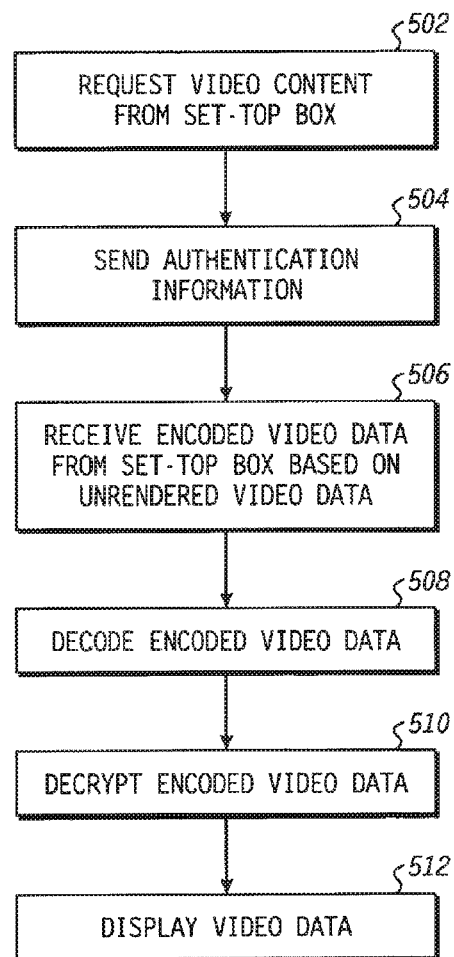 502
REQUEST VIDEO CONTENT
FROM SET-TOP BOX
504
SEND AUTHENTICATION
INFORMATION
506
RECEIVE ENCODED VIDEO DATA
FROM SET-TOP BOX BASED ON
UNRENDERED VIDEO DATA
508
DECODE ENCODED VIDEO DATA
510
DECRYPT ENCODED VIDEO DATA
512
DISPLAY VIDEO DATA